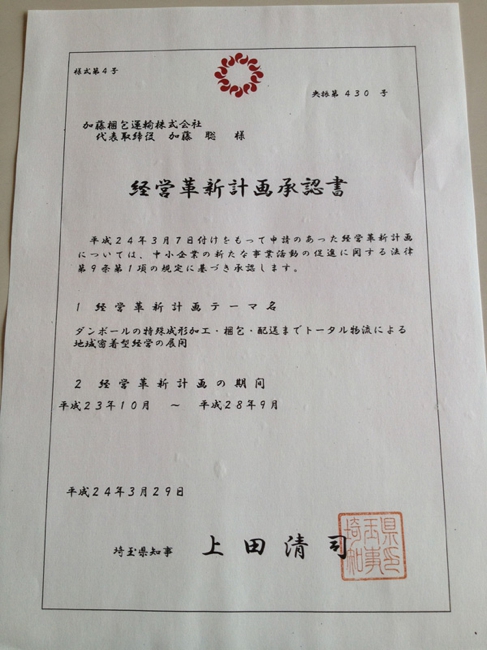 様式第4号
央振第430号
加藤梱包運輸株式会社
代表取締役 加藤 聡 様
経営革新計画承認書
平成24年3月7日付けをもって申請のあった経営革新計画
については、中小企業の新たな事業活動の促進に関する法律
第9条第1項の規定に基づき承認します。
1 経営革新計画テーマ名
ダンボールの特殊成形加工・梱包・配送までトータル物流による
地域密着型経営の展開
2 経営革新計画の期間
平成23年10月 ～ 平成28年9月
平成24年3月29日
埼玉県知事 上田清司
埼玉県知事印